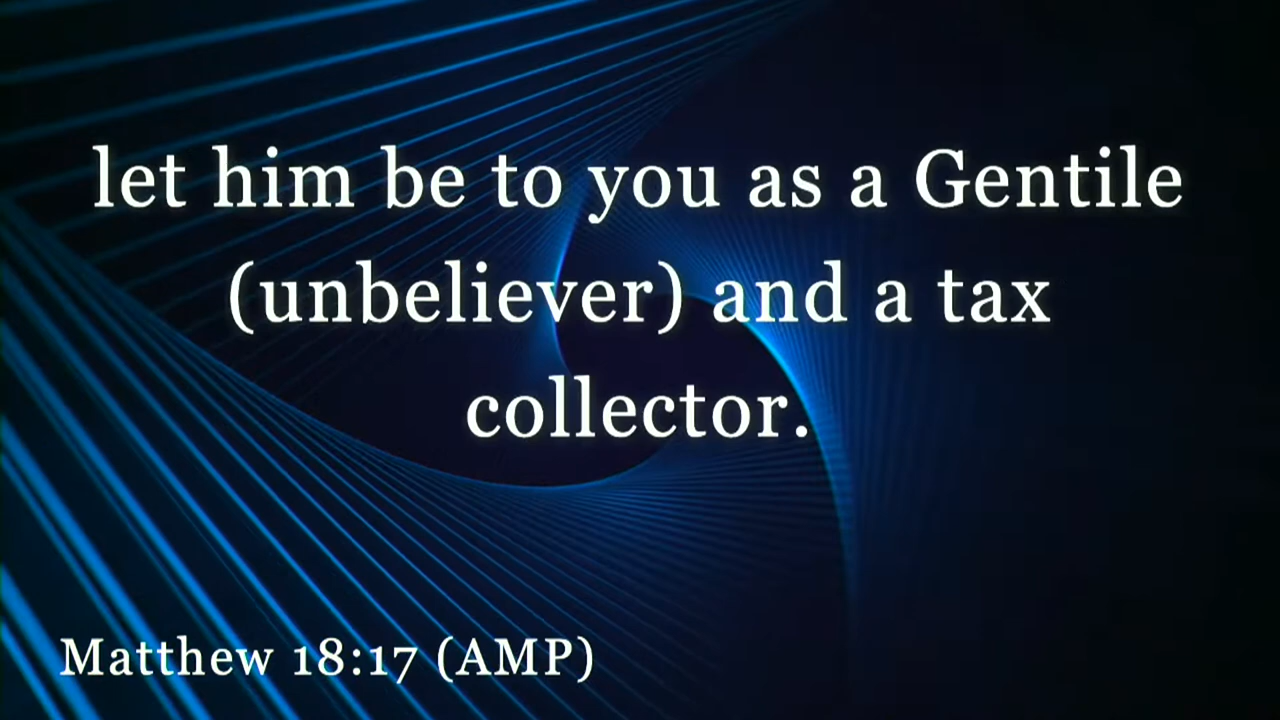 let him be to you as a Gentile
(unbeliever) and a tax
collector.
Matthew 18:17 (AMP)